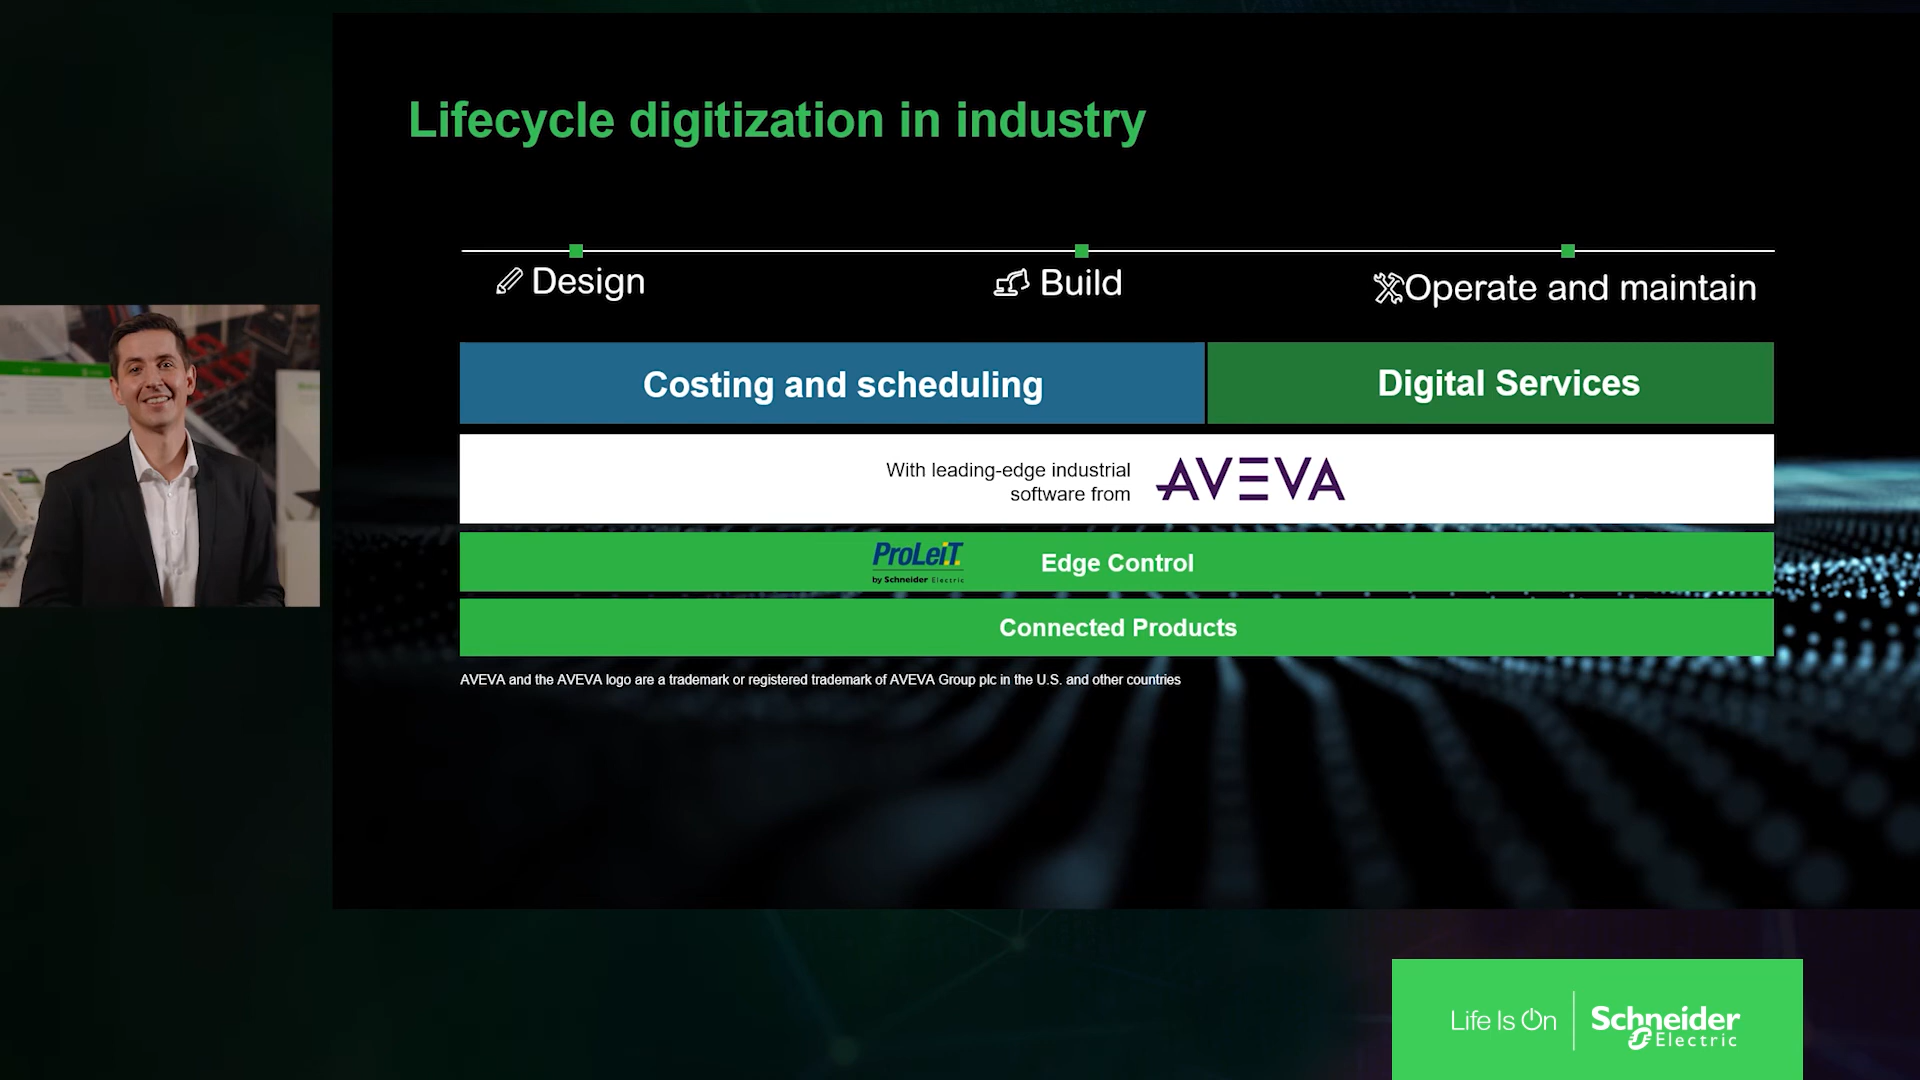 Lifecycle digitization in industry
Design
Build
Operate and maintain
Costing and scheduling
Digital Services
With leading-edge industrial
software from
AVEVA
ProLeiT
by Schneider Electric
Edge Control
Connected Products
AVEVA and the AVEVA logo are a trademark or registered trademark of AVEVA Group plc in the U.S. and other countries
Life Is On
Schneider
Electric